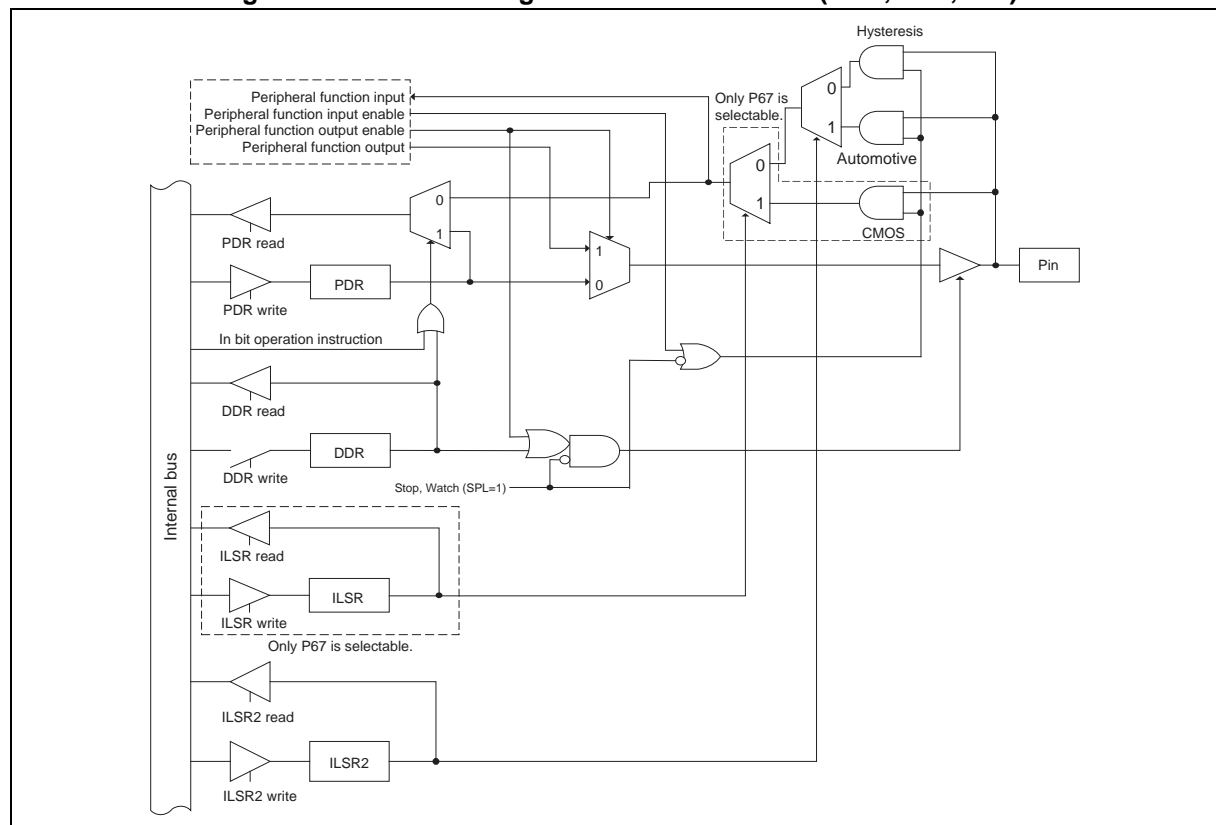 Hysteresis
0
1
Automotive
Only P67 is
selectable.
0
1
CMOS
Peripheral function input
Peripheral function input enable
Peripheral function output enable
Peripheral function output
0
1
PDR read
1
0
Pin
PDR
PDR write
In bit operation instruction
DDR read
DDR
DDR write
Stop, Watch (SPL=1)
Internal bus
ILSR read
ILSR
ILSR write
Only P67 is selectable.
ILSR2 read
ILSR2
ILSR2 write